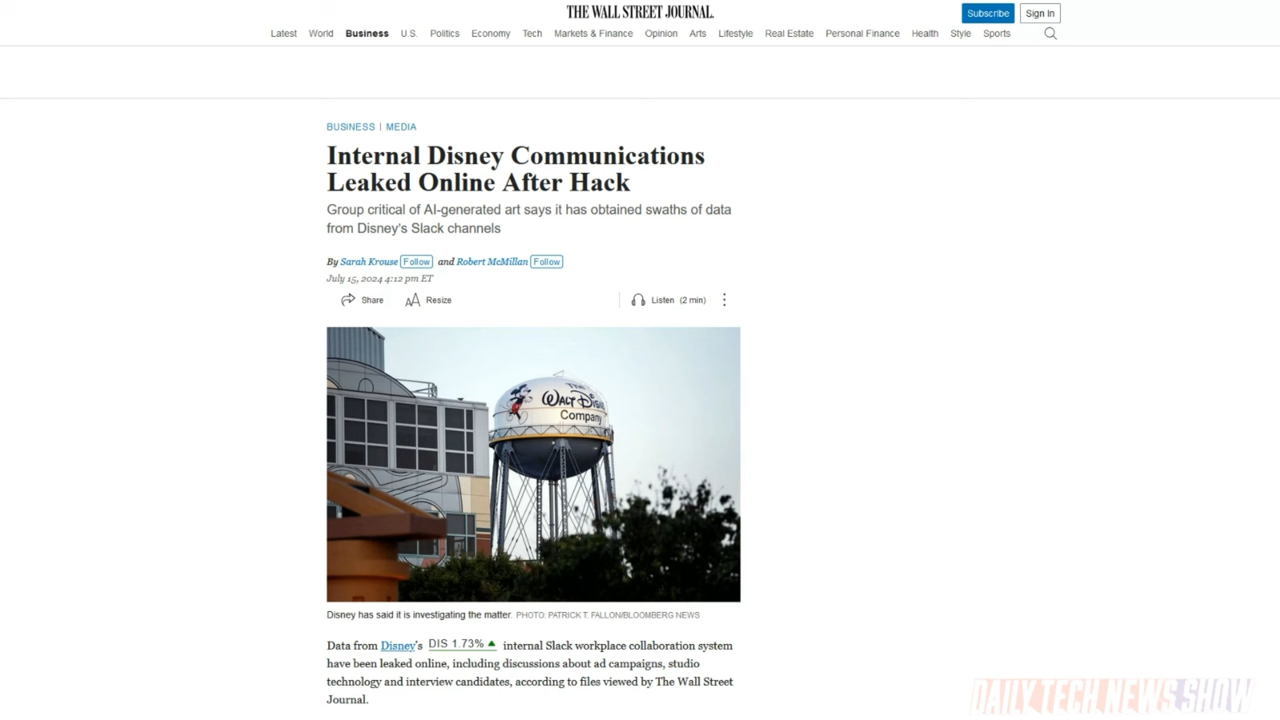 THE WALL STREET JOURNAL.
Subscribe
Sign In
Latest World Business U.S. Politics Economy Tech Markets & Finance Opinion Arts Lifestyle Real Estate Personal Finance Health Style Sports
BUSINESS | MEDIA
Internal Disney Communications
Leaked Online After Hack
Group critical of AI-generated art says it has obtained swaths of data
from Disney's Slack channels
By Sarah Krouse Follow and Robert McMillan Follow
July 15, 2024 4:12 pm ET
Share Resize Listen (2 min)
Walt Disney
Company
Disney has said it is investigating the matter. PHOTO: PATRICK T. FALLON/BLOOMBERG NEWS
Data from Disney's DIS 1.73% ▲ internal Slack workplace collaboration system
have been leaked online, including discussions about ad campaigns, studio
technology and interview candidates, according to files viewed by The Wall Street
Journal.
DAILY TECH NEWS SHOW